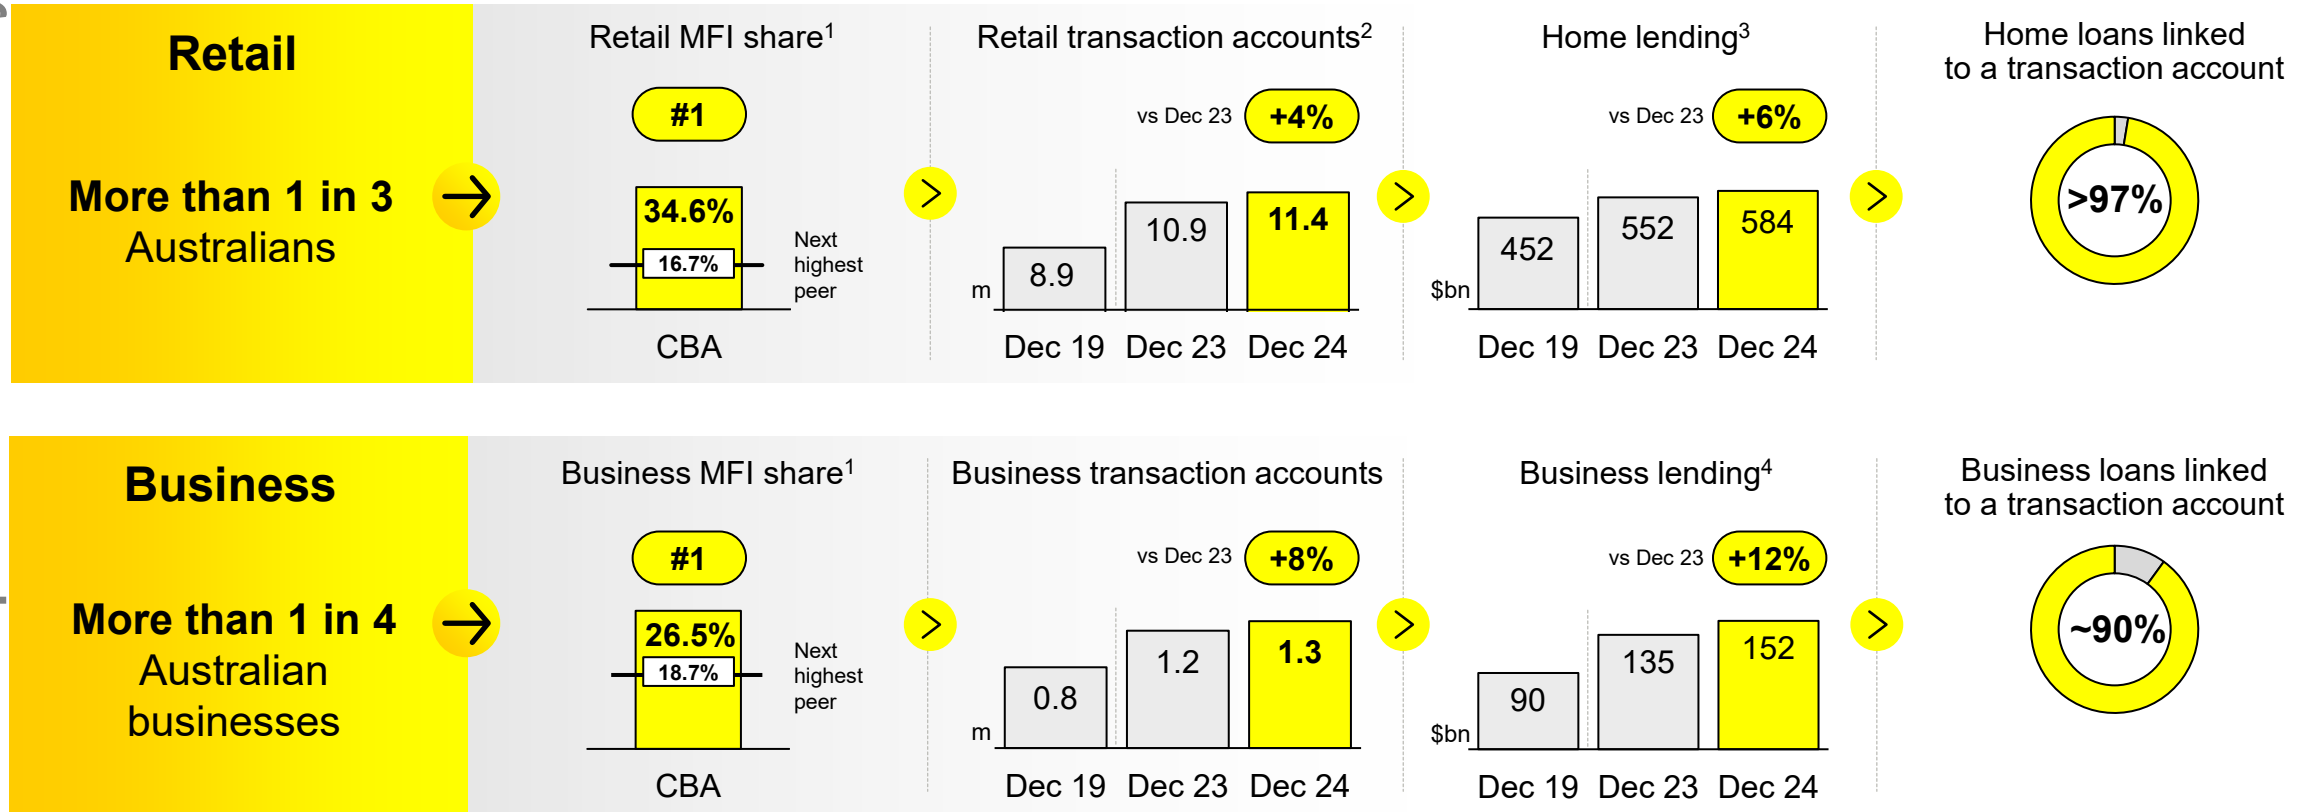 Retail
More than 1 in 3
Australians
Retail MFI share1
#1
34.6%
16.7%
Next
highest
peer
CBA
Retail transaction accounts2
vs Dec 23 +4%
m
8.9
10.9
11.4
Dec 19 Dec 23 Dec 24
Home lending3
vs Dec 23 +6%
$bn
452
552
584
Dec 19 Dec 23 Dec 24
Home loans linked
to a transaction account
>97%
Business
More than 1 in 4
Australian
businesses
Business MFI share1
#1
26.5%
18.7%
Next
highest
peer
CBA
Business transaction accounts
vs Dec 23 +8%
m
0.8
1.2
1.3
Dec 19 Dec 23 Dec 24
Business lending4
vs Dec 23 +12%
$bn
90
135
152
Dec 19 Dec 23 Dec 24
Business loans linked
to a transaction account
~90%